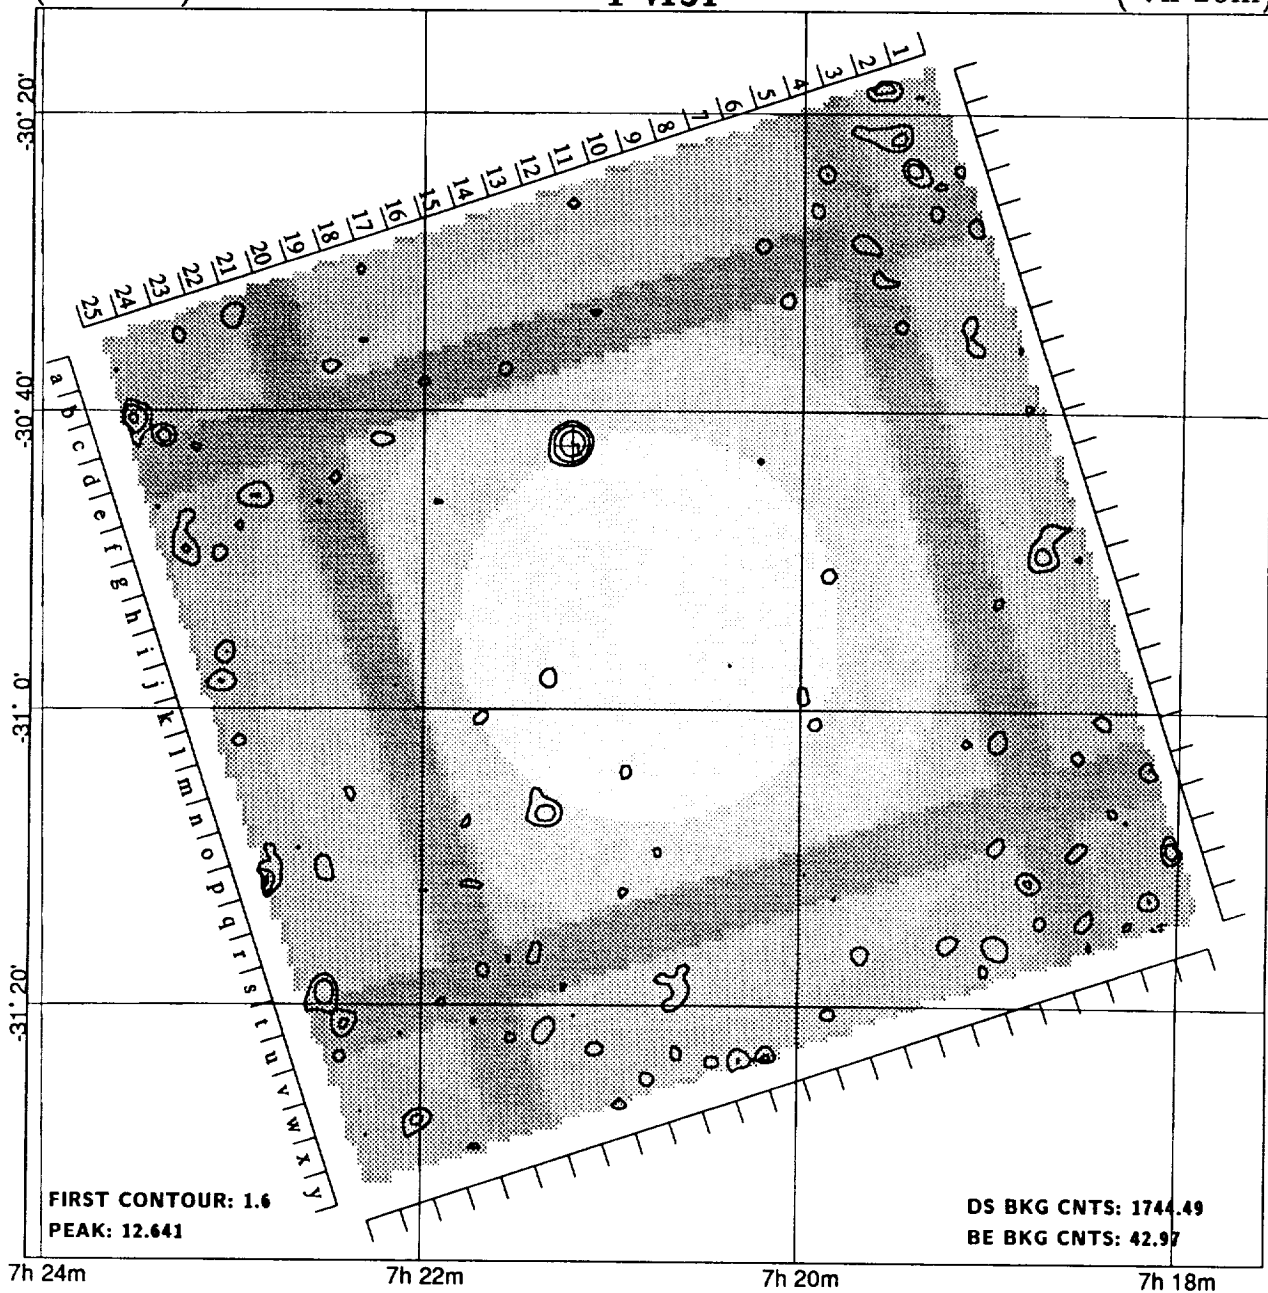 -30° 20'
1 2 3 4 5 6 7 8 9 10 11 12 13 14 15 16 17 18 19 20 21 22 23 24 25
-30° 40'
a b c d e f g h i j k l m n o p q r s t u v w x y
-31° 0'
-31° 20'
FIRST CONTOUR: 1.6
PEAK: 12.641
DS BKG CNTS: 1744.49
BE BKG CNTS: 42.97
7h 24m 7h 22m 7h 20m 7h 18m